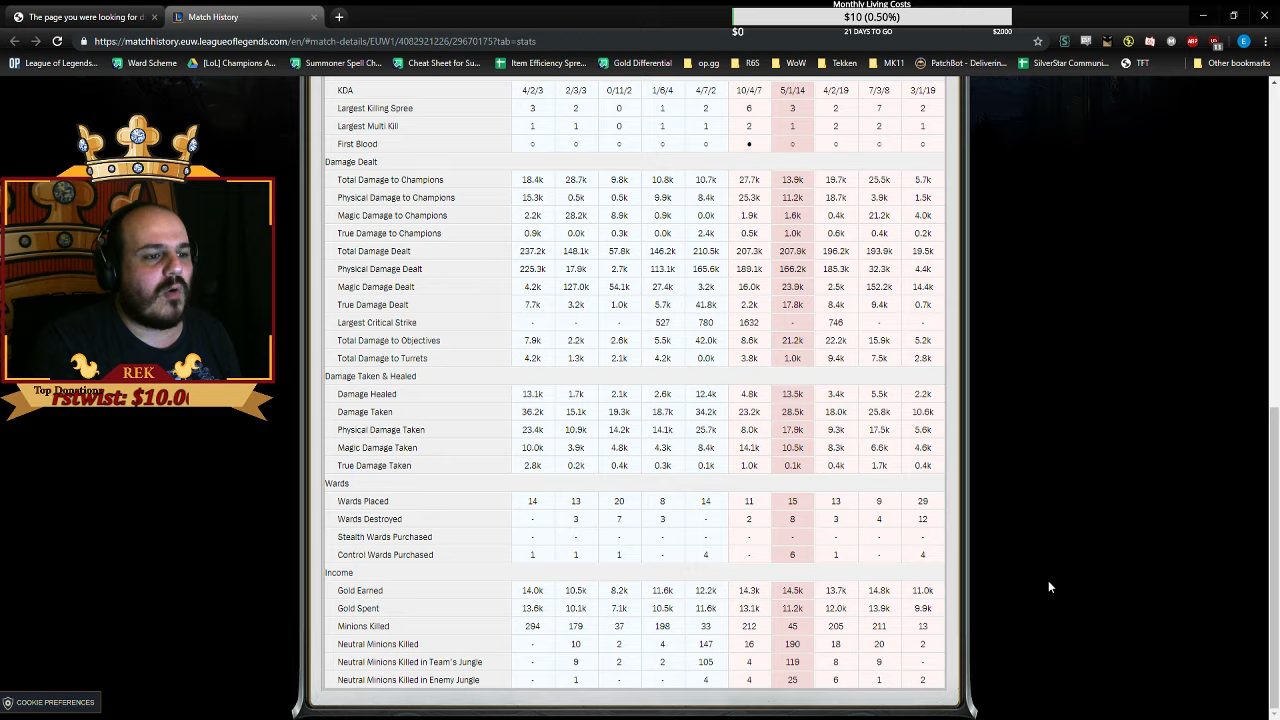 The page you were looking for d
Match History
Monthly Living Costs
$10 (0.50%)
$0 21 DAYS TO GO $2000
https://matchhistory.euw.leagueoflegends.com/en/#match-details/EUW1/4082921226/29670175?tab=stats
League of Legends... Ward Scheme [LoL] Champions A... Summoner Spell Ch... Cheat Sheet for Su... Item Efficiency Spre... Gold Differential op.gg R6S WoW Tekken MK11 PatchBot - Deliverin... SilverStar Communi... TFT Other bookmarks
KDA 4/2/3 2/3/3 0/11/2 1/6/4 4/7/2 10/4/7 5/1/14 4/2/19 7/3/8 3/1/19
Largest Killing Spree 3 2 0 1 2 6 3 2 7 2
Largest Multi Kill 1 1 0 1 1 2 1 2 2 1
First Blood ○ ○ ○ ○ ○ ● ○ ○ ○ ○
Damage Dealt
Total Damage to Champions 18.4k 28.7k 9.8k 10.8k 10.7k 27.7k 13.9k 19.7k 25.5k 5.7k
Physical Damage to Champions 15.3k 0.5k 0.5k 9.9k 8.4k 25.3k 11.2k 18.7k 3.9k 1.5k
Magic Damage to Champions 2.2k 28.2k 8.9k 0.9k 0.0k 1.9k 1.6k 0.4k 21.2k 4.0k
True Damage to Champions 0.9k 0.0k 0.3k 0.0k 2.4k 0.5k 1.0k 0.6k 0.4k 0.2k
Total Damage Dealt 237.2k 148.1k 57.8k 146.2k 210.5k 207.3k 207.9k 196.2k 193.9k 19.5k
Physical Damage Dealt 225.3k 17.9k 2.7k 113.1k 165.6k 189.1k 166.2k 185.3k 32.3k 4.4k
Magic Damage Dealt 4.2k 127.0k 54.1k 27.4k 3.2k 16.0k 23.9k 2.5k 152.2k 14.4k
True Damage Dealt 7.7k 3.2k 1.0k 5.7k 41.8k 2.2k 17.8k 8.4k 9.4k 0.7k
Largest Critical Strike - - - 527 780 1632 - 746 - -
Total Damage to Objectives 7.9k 2.2k 2.6k 5.5k 42.0k 8.6k 21.2k 22.2k 15.9k 5.2k
Total Damage to Turrets 4.2k 1.3k 2.1k 4.2k 0.0k 3.8k 1.0k 9.4k 7.5k 2.8k
Damage Taken & Healed
Damage Healed 13.1k 1.7k 2.1k 2.6k 12.4k 4.8k 13.5k 3.4k 5.5k 2.2k
Damage Taken 36.2k 15.1k 19.3k 18.7k 34.2k 23.2k 28.5k 18.0k 25.8k 10.6k
Physical Damage Taken 23.4k 10.9k 14.2k 14.1k 25.7k 8.0k 17.9k 9.3k 17.5k 5.6k
Magic Damage Taken 10.0k 3.9k 4.8k 4.3k 8.4k 14.1k 10.5k 8.3k 6.6k 4.6k
True Damage Taken 2.8k 0.2k 0.4k 0.3k 0.1k 1.0k 0.1k 0.4k 1.7k 0.4k
Wards
Wards Placed 14 13 20 8 14 11 15 13 9 29
Wards Destroyed - 3 7 3 - 2 8 3 4 12
Stealth Wards Purchased - - - - - - - - - -
Control Wards Purchased 1 1 1 - 4 - 6 1 - 4
Income
Gold Earned 14.0k 10.5k 8.2k 11.6k 12.2k 14.3k 14.5k 13.7k 14.8k 11.0k
Gold Spent 13.6k 10.1k 7.1k 10.5k 11.6k 13.1k 11.2k 12.0k 13.9k 9.9k
Minions Killed 294 179 37 198 33 212 45 205 211 13
Neutral Minions Killed - 10 2 4 147 16 190 18 20 2
Neutral Minions Killed in Team's Jungle - 9 2 2 105 4 119 8 9 -
Neutral Minions Killed in Enemy Jungle - 1 - - 4 4 25 6 1 2
REK
Top Donations
rstwist: $10.0
COOKIE PREFERENCES